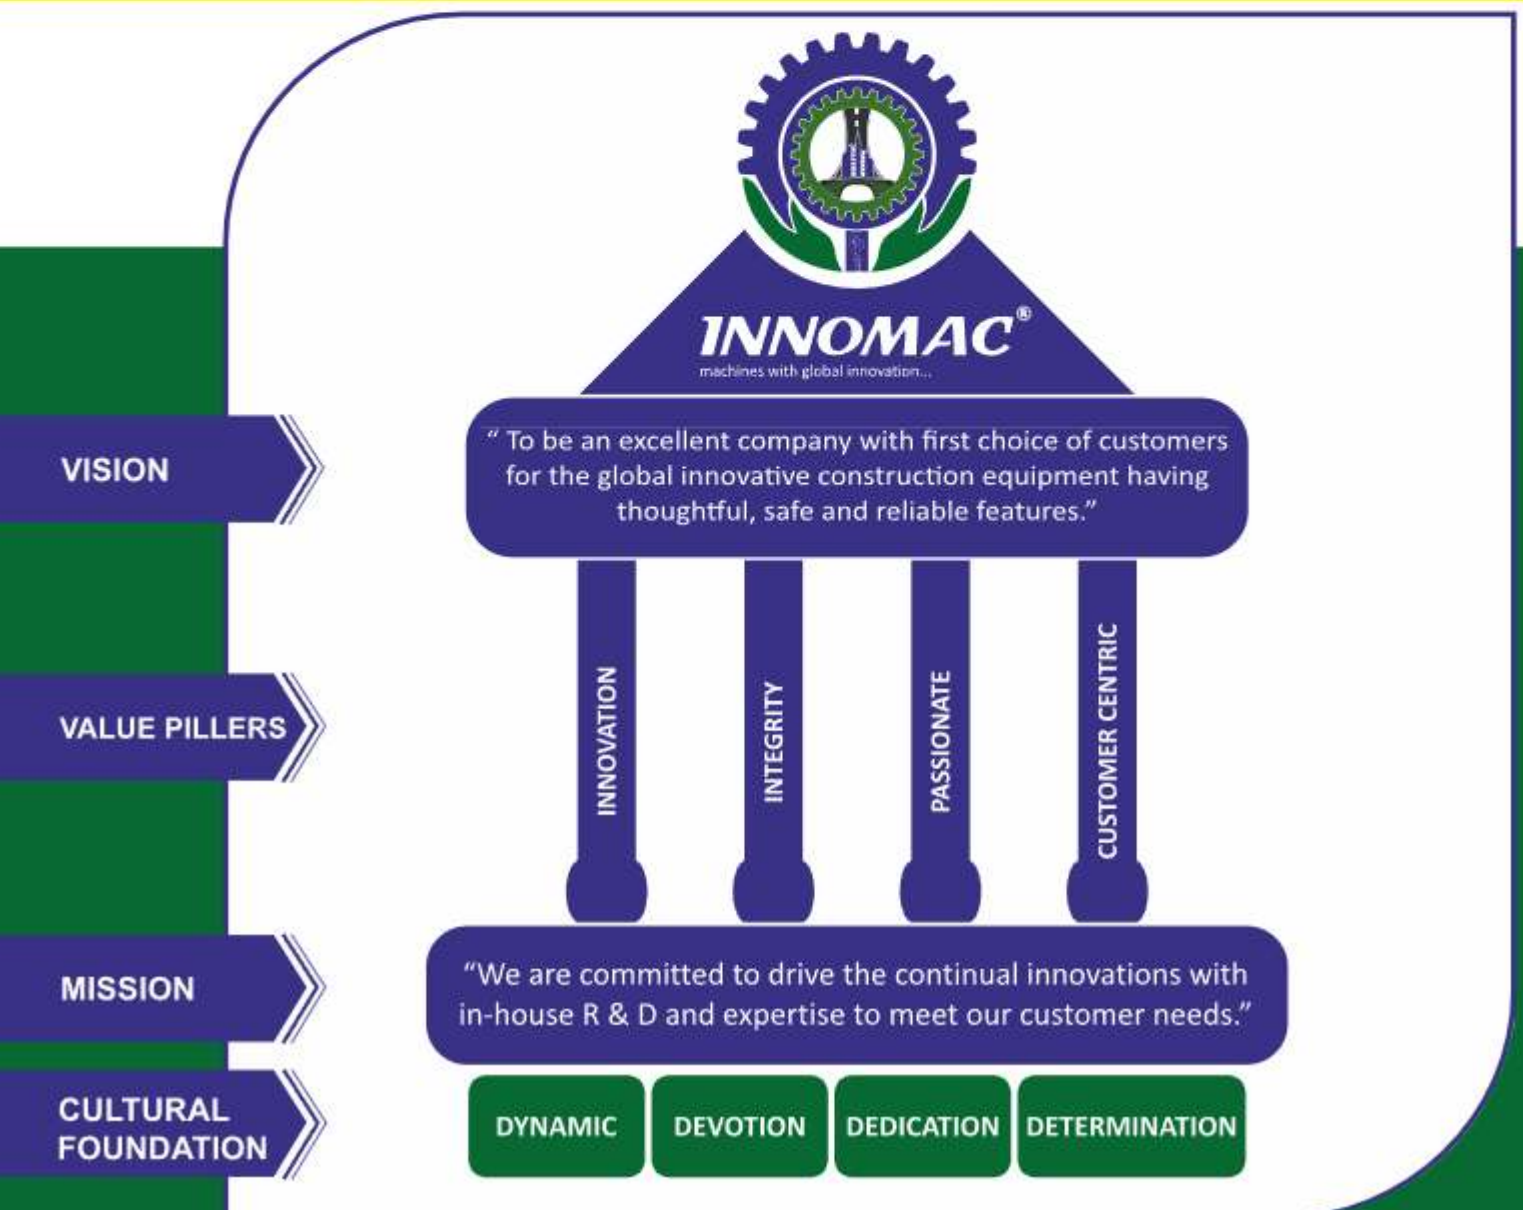 INNOMAC®
machines with global innovation...
VISION
“ To be an excellent company with first choice of customers
for the global innovative construction equipment having
thoughtful, safe and reliable features.”
VALUE PILLERS
INNOVATION
INTEGRITY
PASSIONATE
CUSTOMER CENTRIC
MISSION
“We are committed to drive the continual innovations with
in-house R & D and expertise to meet our customer needs.”
CULTURAL
FOUNDATION
DYNAMIC
DEVOTION
DEDICATION
DETERMINATION